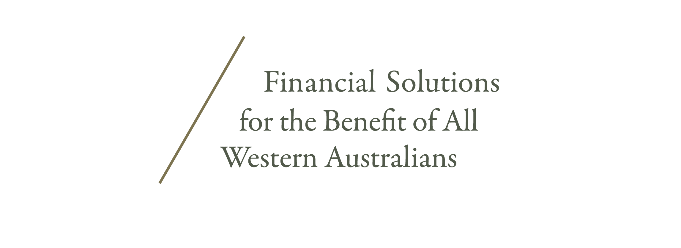 Financial Solutions
for the Benefit of All
Western Australians